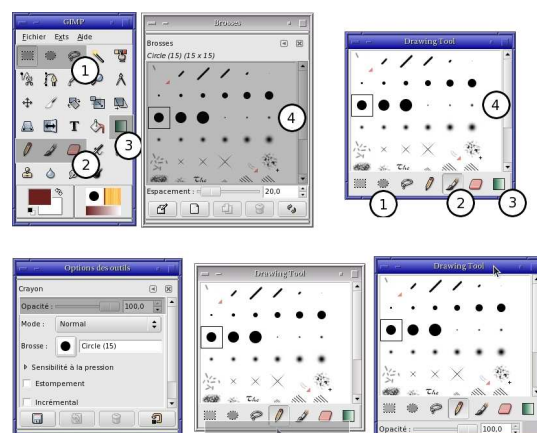 GIMP
Fichier Exts Aide
1
2
3
T
Brosses
Brosses
Circle (15) (15 x 15)
4
Espacement :
20,0
Drawing Tool
4
1
2
3
Options des outils
Crayon
Opacité :
100,0
Mode :
Normal
Brosse :
Circle (15)
Sensibilité à la pression
Estompement
Incrémental
Drawing Tool
Drawing Tool
Opacité :
100,0